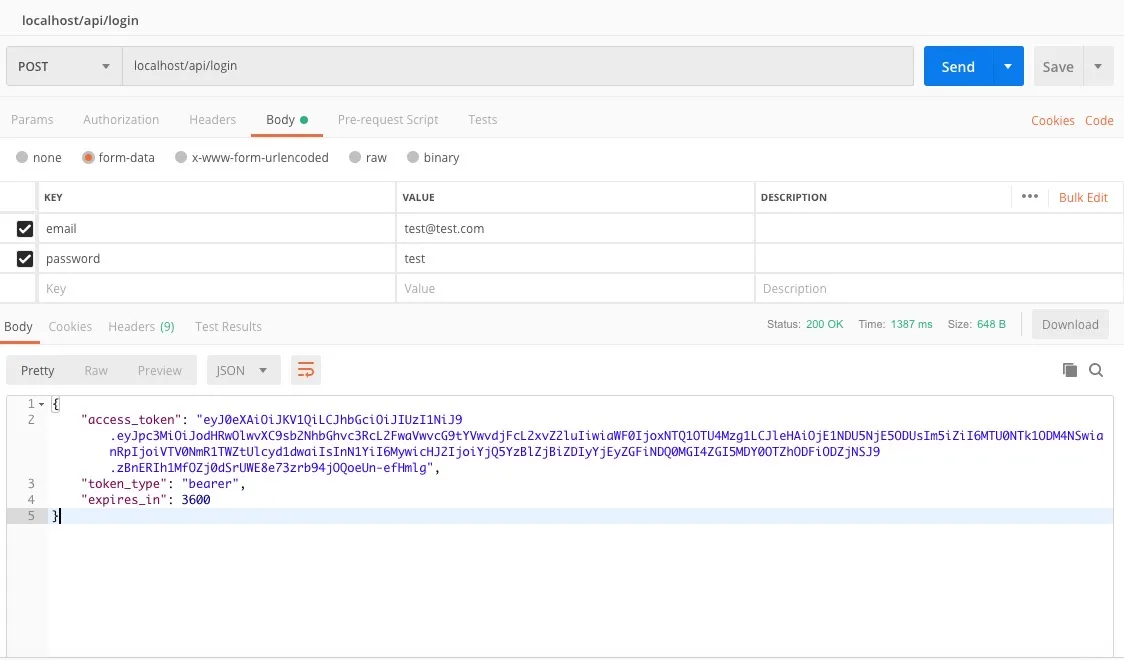 localhost/api/login
POST localhost/api/login Send Save
Params Authorization Headers Body Pre-request Script Tests Cookies Code
none form-data x-www-form-urlencoded raw binary
KEY VALUE DESCRIPTION ••• Bulk Edit
email test@test.com
password test
Key Value Description
Body Cookies Headers (9) Test Results Status: 200 OK Time: 1387 ms Size: 648 B Download
Pretty Raw Preview JSON
1 {
2 "access_token": "eyJ0eXAiOiJKV1QiLCJhbGciOiJIUzI1NiJ9
.eyJpc3MiOiJodHRwOlwvXC9sb2NhbGhvc3RcL2FwaVwvcG9tYVwvdjFcL2xvZ2luIiwiaWF0IjoxNTQ1OTU4Mzg1LCJleHAiOjE1NDU5NjE5ODUsIm5iZiI6MTU0NTk1ODM4NSwia
nRpIjoiVTV0NmR1TWZtUlcyd1dwaiIsInN1YiI6MywicHJ2IjoiYjQ5YzBlZjBiZDIyYjEyZGFiNDQ0MGI4ZGI5MDY0OTZhODFiODZjNSJ9
.zBnERIh1MfOZj0dSrUWE8e73zrb94jOQoeUn-efHmlg",
3 "token_type": "bearer",
4 "expires_in": 3600
5 }